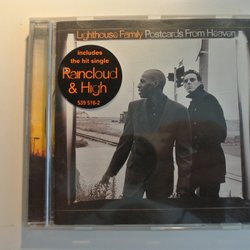 Lighthouse Family Postcards From Heaven
includes
the hit single
Raincloud
& High
539 516-2